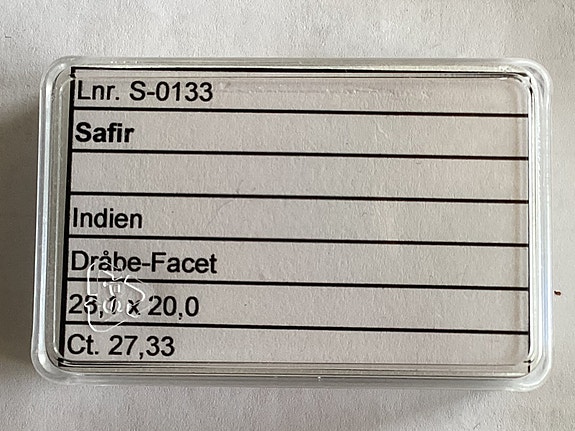 Lnr. S-0133
Safir
Indien
Dråbe-Facet
x 20,0
Ct. 27,33